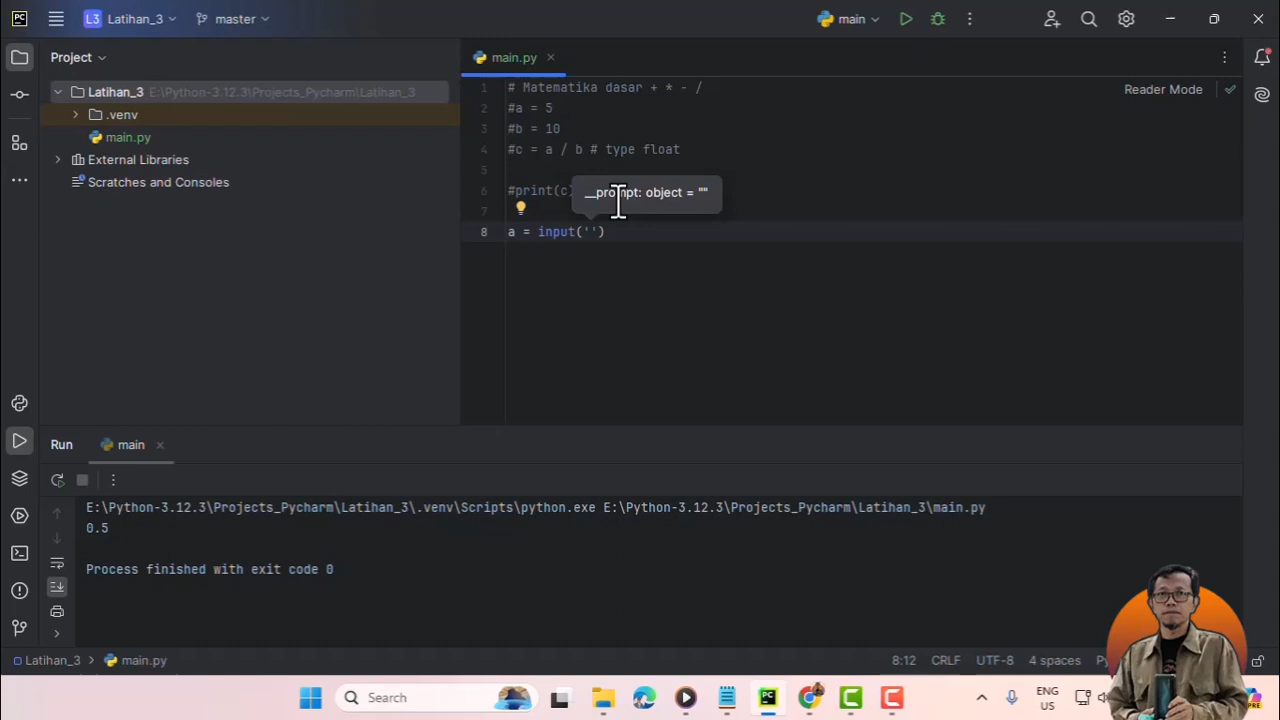 L3 Latihan_3 master main
Project
main.py
Latihan_3 E:\Python-3.12.3\Projects_Pycharm\Latihan_3
.venv
main.py
External Libraries
Scratches and Consoles
Reader Mode
1 # Matematika dasar + * - /
2 #a = 5
3 #b = 10
4 #c = a / b # type float
5
6 #print(c)
__prompt: object = ""
7
8 a = input('')
Run main
E:\Python-3.12.3\Projects_Pycharm\Latihan_3\.venv\Scripts\python.exe E:\Python-3.12.3\Projects_Pycharm\Latihan_3\main.py
0.5
Process finished with exit code 0
Latihan_3 main.py 8:12 CRLF UTF-8 4 spaces
Search
ENG
US